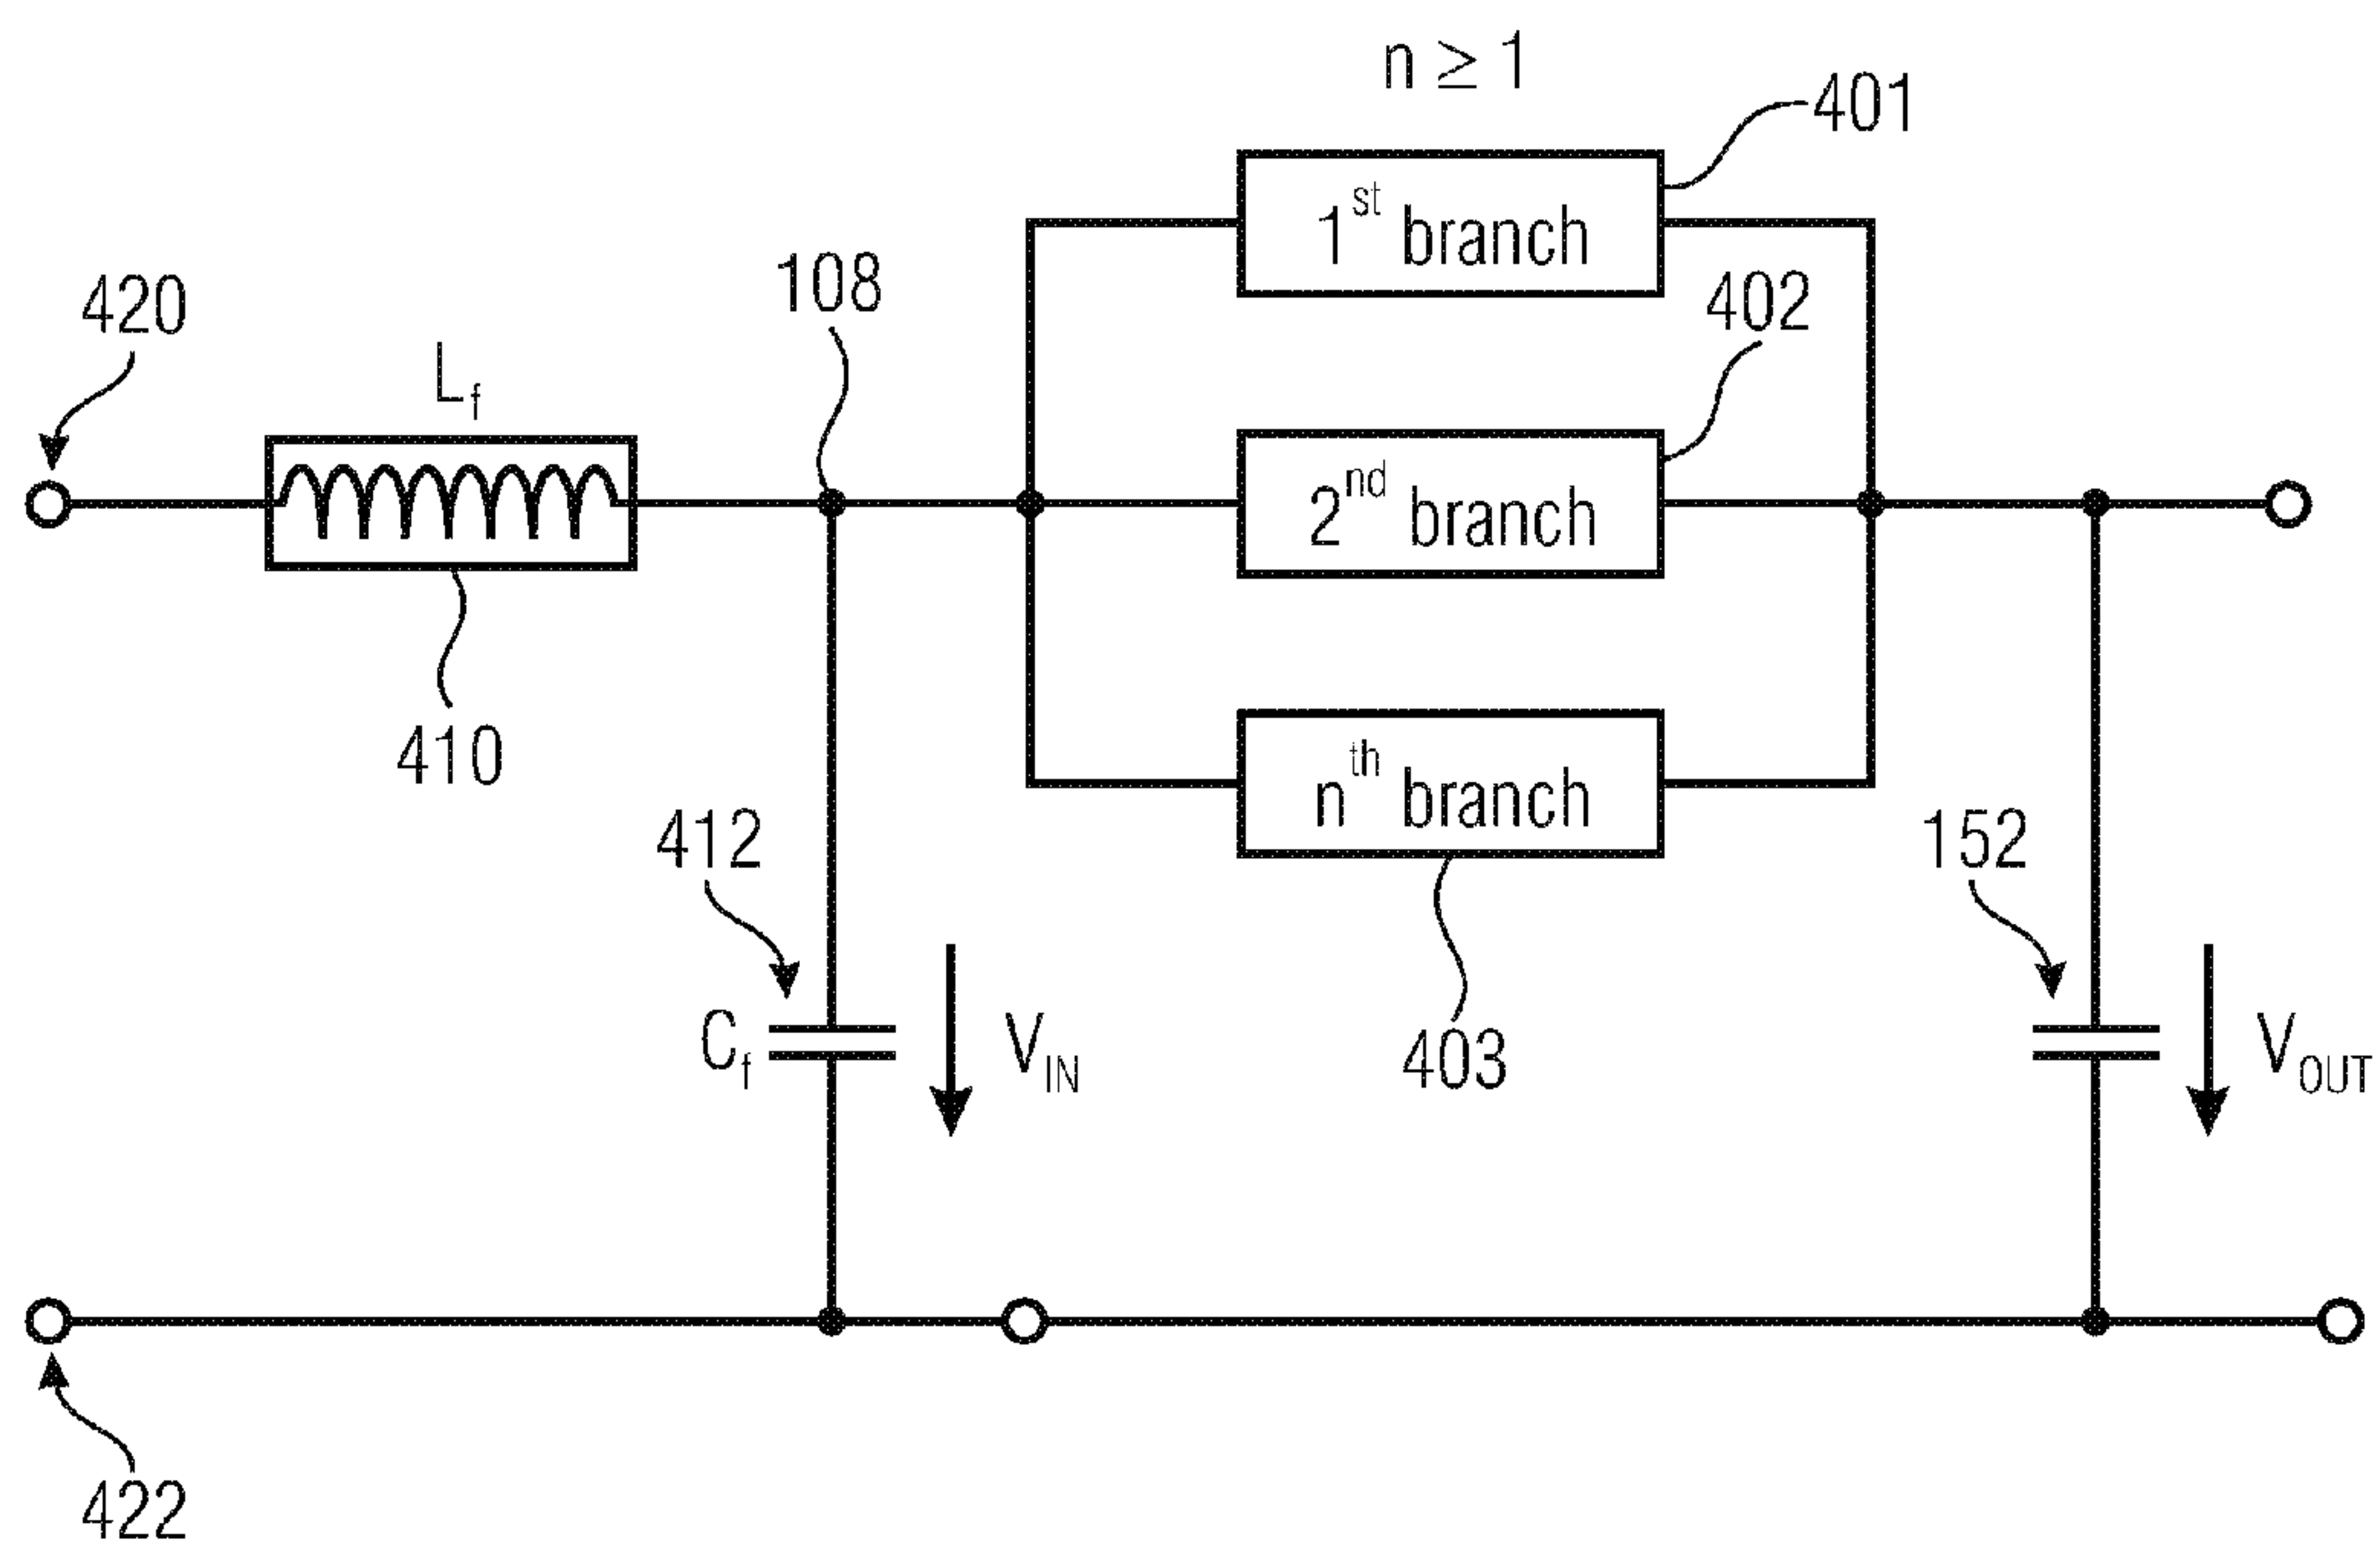 n ≥ 1
401
1st branch
402
108
420
Lf
2nd branch
410
nth branch
412
152
Cf
VIN
403
VOUT
422